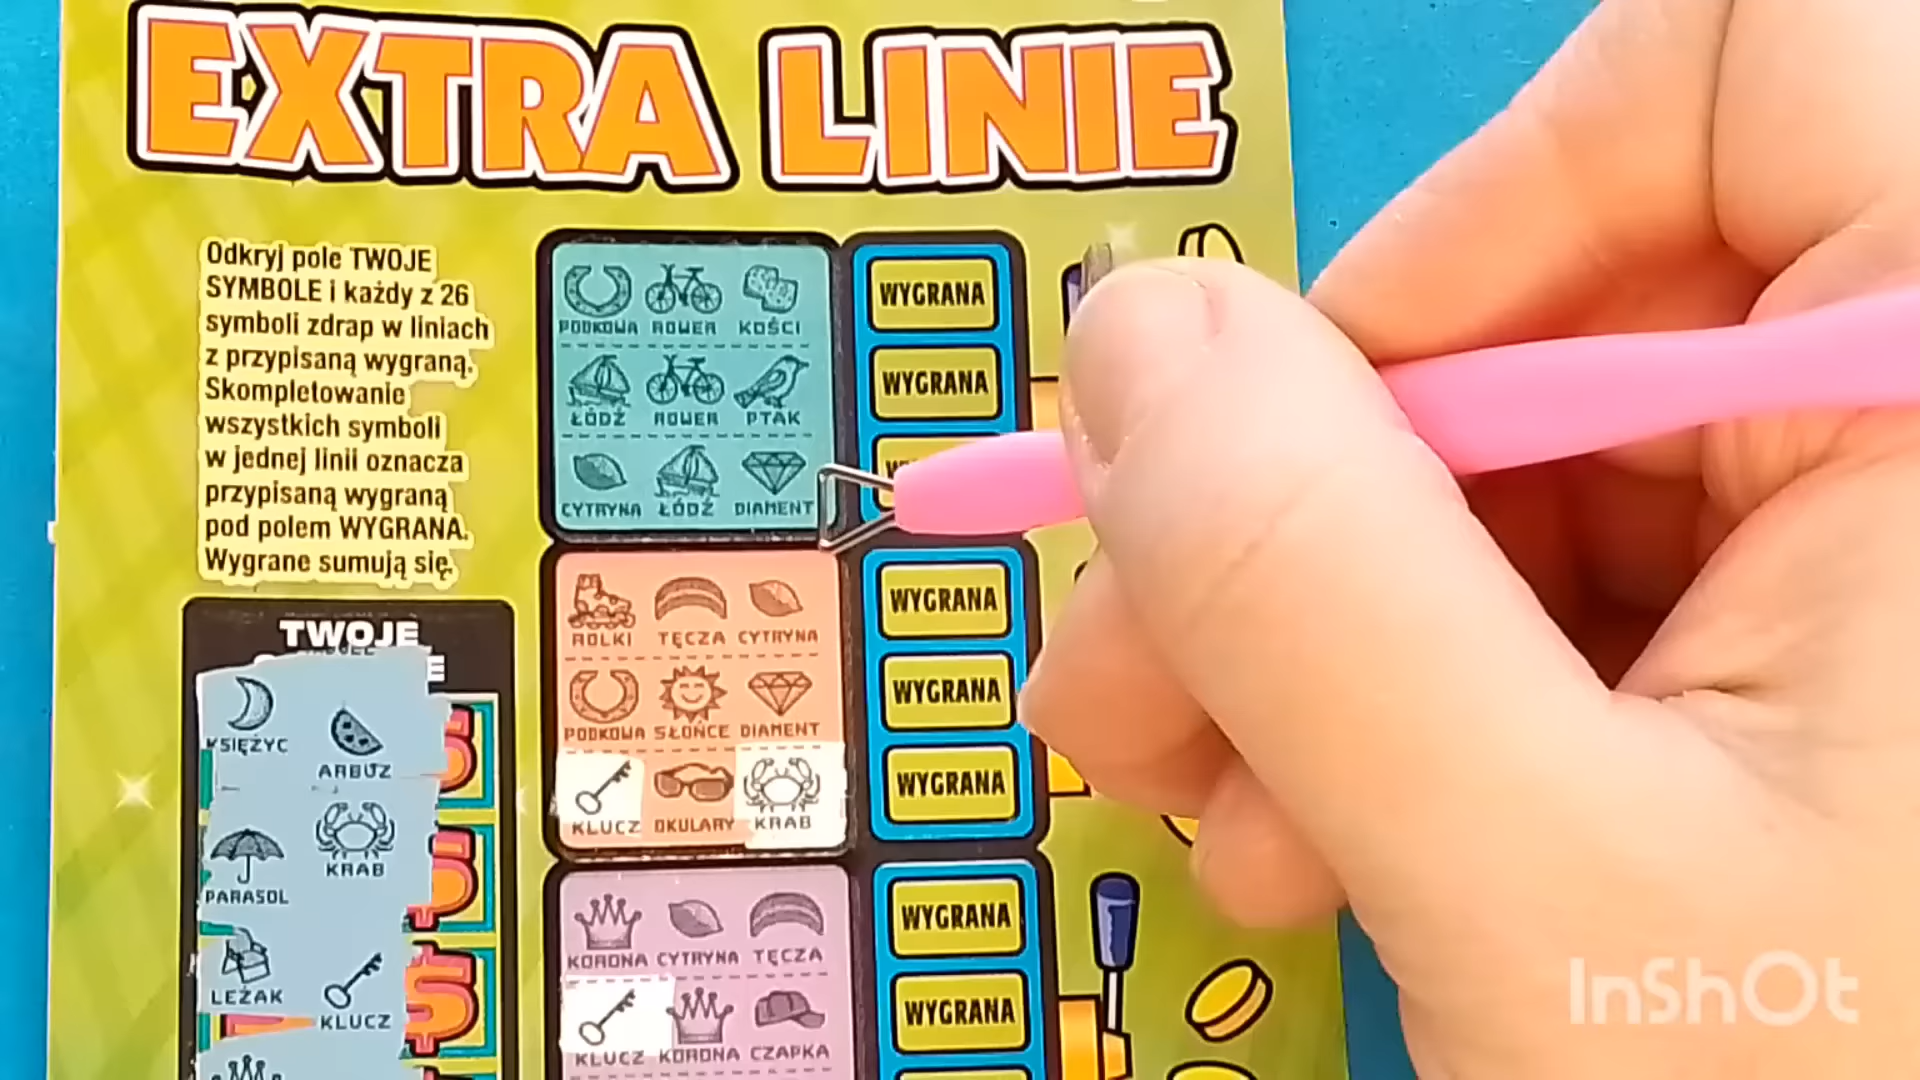 EXTRA LINIE
Odkryj pole TWOJE
SYMBOLE i każdy z 26
symboli zdrap w liniach
z przypisaną wygraną.
Skompletowanie
wszystkich symboli
w jednej linii oznacza
przypisaną wygraną
pod polem WYGRANA.
Wygrane sumują się.
TWOJE
KSIĘŻYC
ARBUZ
PARASOL
KRAB
LEŻAK
KLUCZ
PODKOWA ROWER KOŚCI
WYGRANA
ŁÓDŹ ROWER PTAK
WYGRANA
CYTRYNA ŁÓDŹ DIAMENT
ROLKI TĘCZA CYTRYNA
WYGRANA
PODKOWA SŁOŃCE DIAMENT
WYGRANA
KLUCZ OKULARY KRAB
WYGRANA
KORONA CYTRYNA TĘCZA
WYGRANA
KLUCZ KORONA CZAPKA
WYGRANA
InShOt